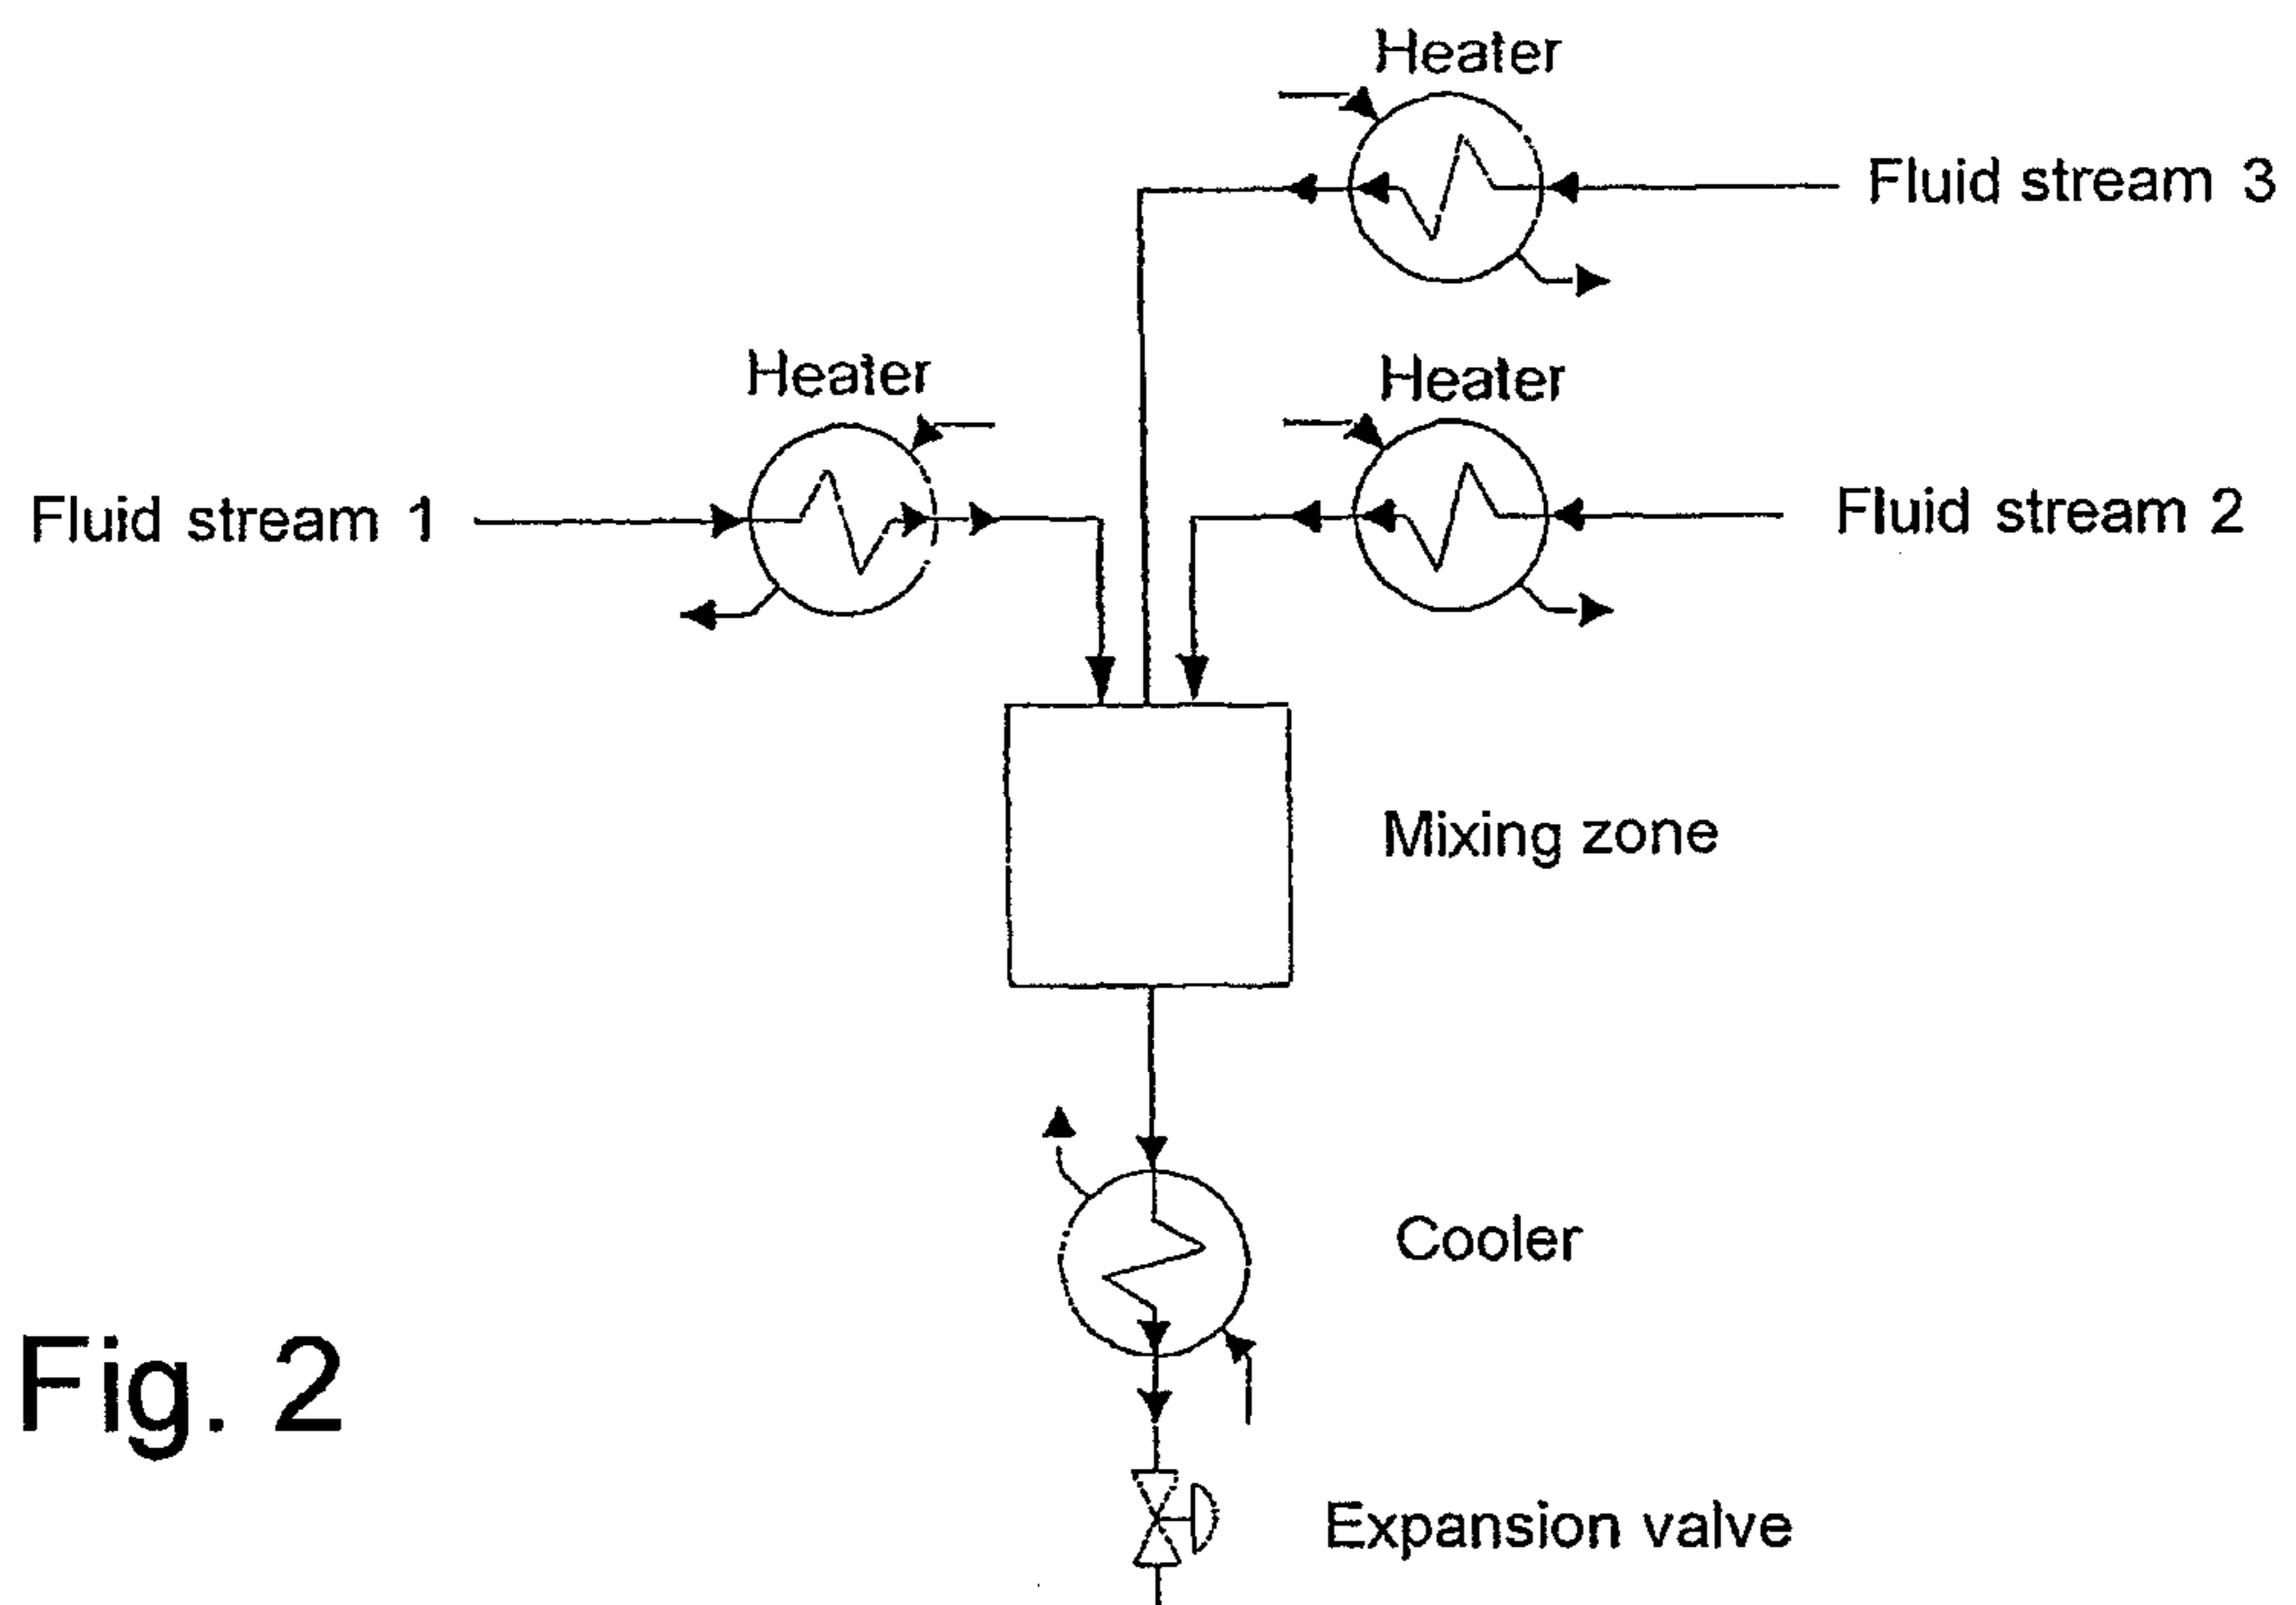 Heater
Fluid stream 3
Heater
Heater
Fluid stream 1
Fluid stream 2
Mixing zone
Cooler
Fig. 2
Expansion valve